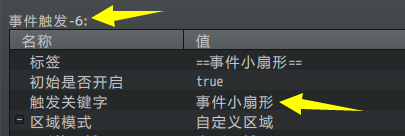 事件触发-6:
名称 值
标签 ==事件小扇形==
初始是否开启 true
触发关键字 事件小扇形
区域模式 自定义区域